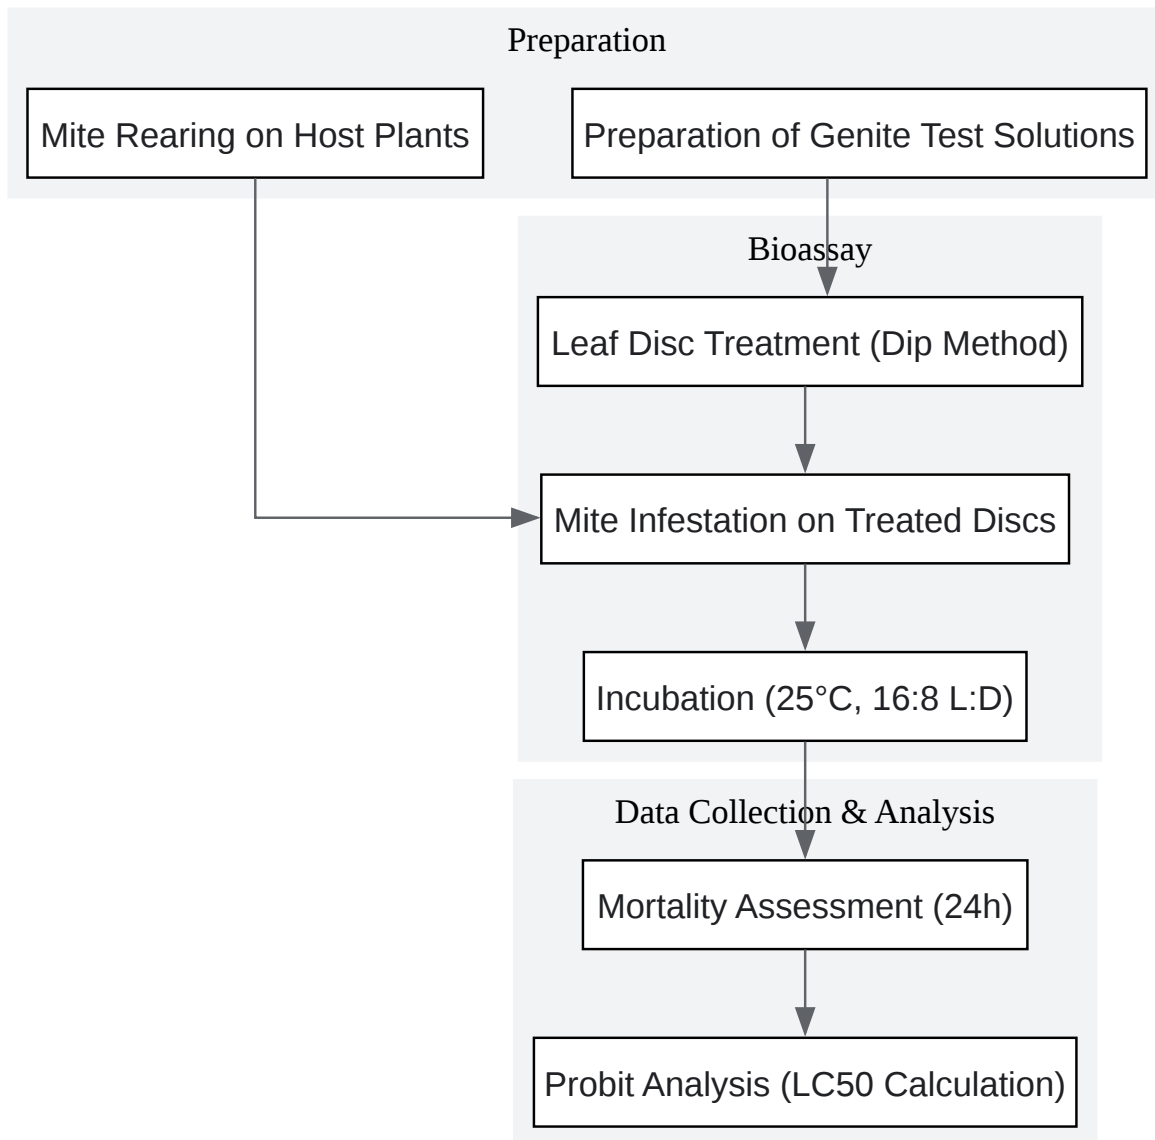 Preparation
Mite Rearing on Host Plants
Preparation of Genite Test Solutions
Bioassay
Leaf Disc Treatment (Dip Method)
Mite Infestation on Treated Discs
Incubation (25°C, 16:8 L:D)
Data Collection & Analysis
Mortality Assessment (24h)
Probit Analysis (LC50 Calculation)